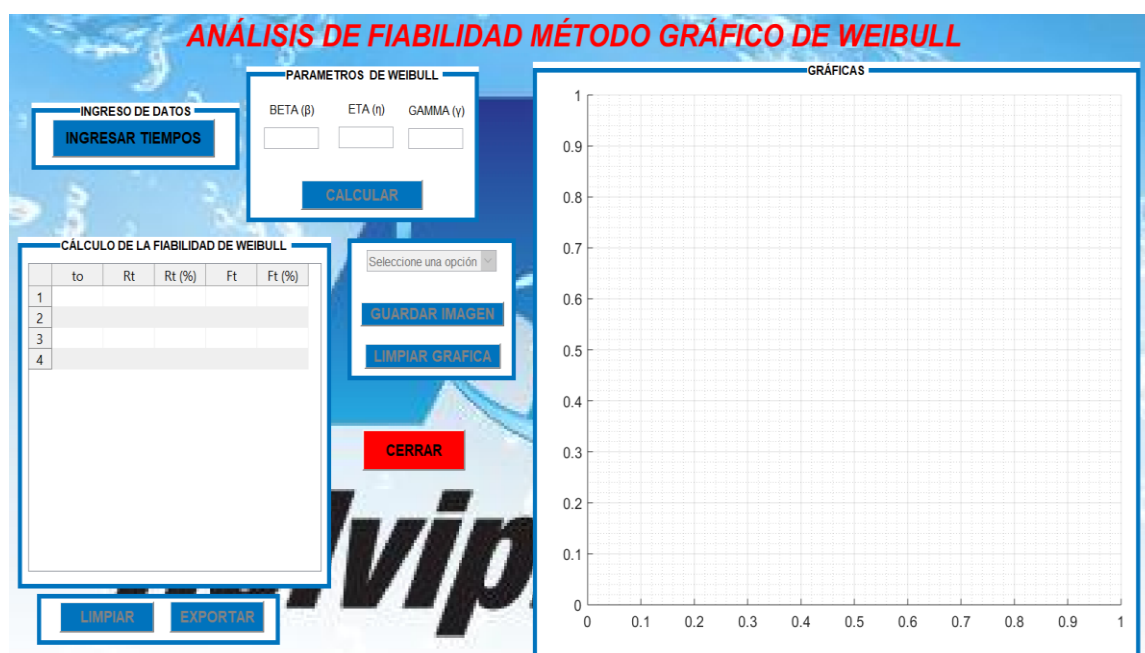 ANÁLISIS DE FIABILIDAD MÉTODO GRÁFICO DE WEIBULL
INGRESO DE DATOS
INGRESAR TIEMPOS
PARAMETROS DE WEIBULL
BETA (β) ETA (η) GAMMA (γ)
CALCULAR
CÁLCULO DE LA FIABILIDAD DE WEIBULL
to Rt Rt (%) Ft Ft (%)
1
2
3
4
Seleccione una opción
GUARDAR IMAGEN
LIMPIAR GRAFICA
CERRAR
LIMPIAR EXPORTAR
GRÁFICAS
1
0.9
0.8
0.7
0.6
0.5
0.4
0.3
0.2
0.1
0
0 0.1 0.2 0.3 0.4 0.5 0.6 0.7 0.8 0.9 1